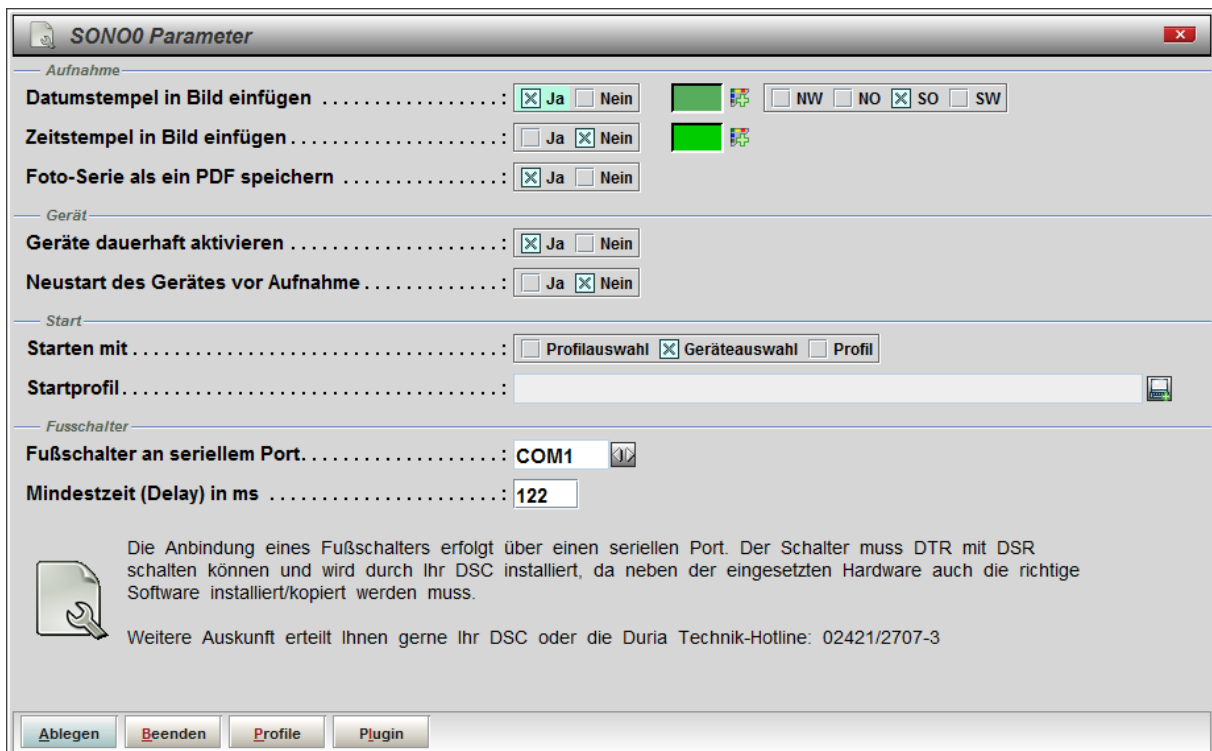 SONO0 Parameter
Aufnahme
Datumstempel in Bild einfügen . . . . . . . . . . . . . . . . : Ja Nein NW NO SO SW
Zeitstempel in Bild einfügen . . . . . . . . . . . . . . . . . . . : Ja Nein
Foto-Serie als ein PDF speichern . . . . . . . . . . . . . . : Ja Nein
Gerät
Geräte dauerhaft aktivieren . . . . . . . . . . . . . . . . . . . : Ja Nein
Neustart des Gerätes vor Aufnahme . . . . . . . . . . . . . : Ja Nein
Start
Starten mit . . . . . . . . . . . . . . . . . . . . . . . . . . . . . . . . . : Profilauswahl Geräteauswahl Profil
Startprofil . . . . . . . . . . . . . . . . . . . . . . . . . . . . . . . . . . :
Fusschalter
Fußschalter an seriellem Port. . . . . . . . . . . . . . . . . . . : COM1
Mindestzeit (Delay) in ms . . . . . . . . . . . . . . . . . . . . . : 122
Die Anbindung eines Fußschalters erfolgt über einen seriellen Port. Der Schalter muss DTR mit DSR
schalten können und wird durch Ihr DSC installiert, da neben der eingesetzten Hardware auch die richtige
Software installiert/kopiert werden muss.
Weitere Auskunft erteilt Ihnen gerne Ihr DSC oder die Duria Technik-Hotline: 02421/2707-3
Ablegen Beenden Profile Plugin